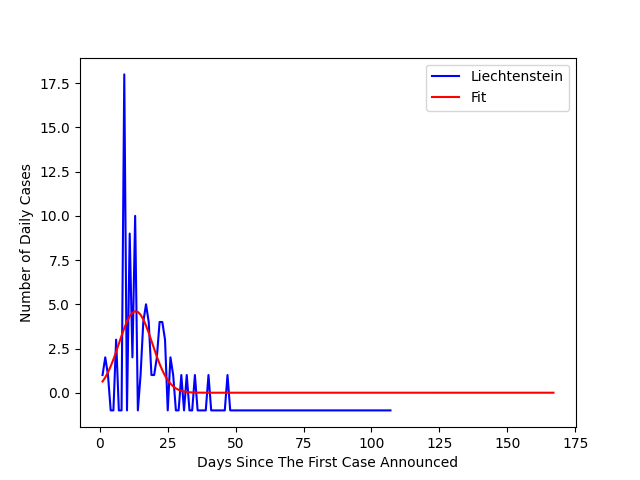 Liechtenstein
Fit
Number of Daily Cases
17.5
15.0
12.5
10.0
7.5
5.0
2.5
0.0
0 25 50 75 100 125 150 175
Days Since The First Case Announced